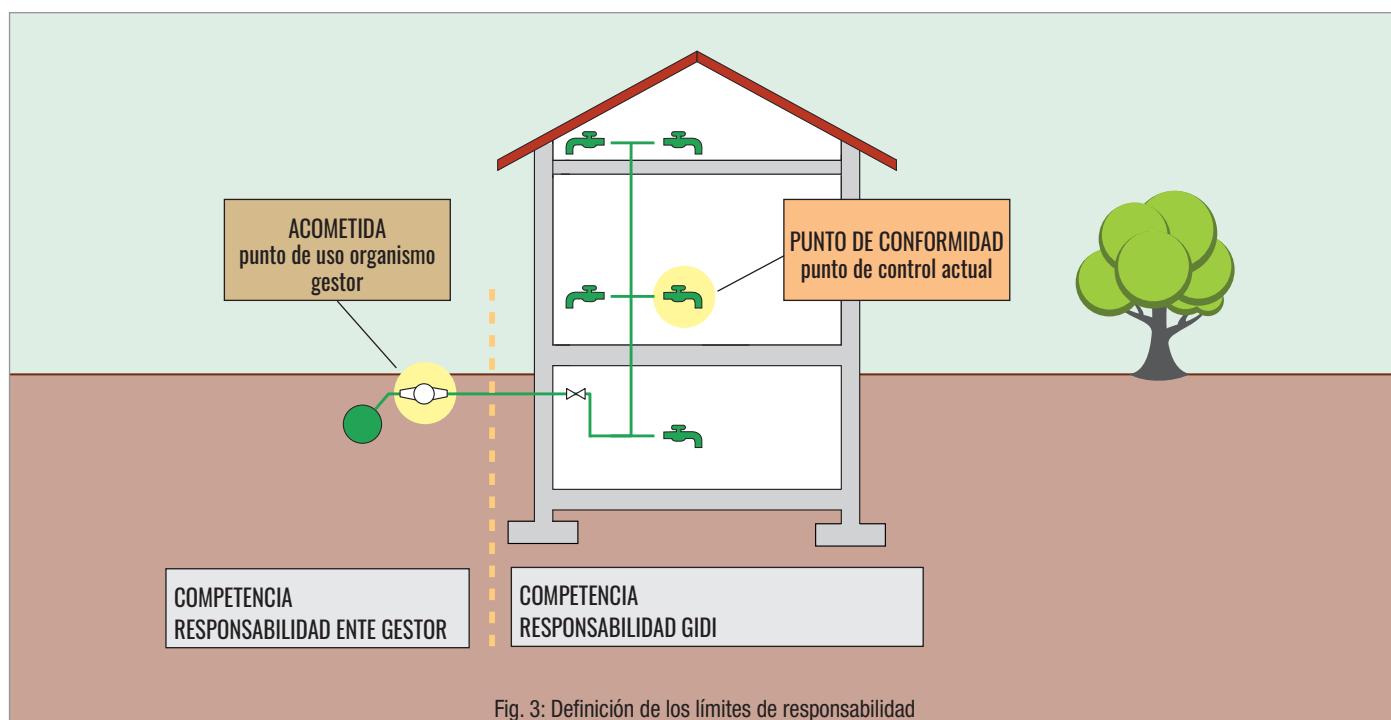 ACOMETIDA
punto de uso organismo
gestor
PUNTO DE CONFORMIDAD
punto de control actual
COMPETENCIA
RESPONSABILIDAD ENTE GESTOR
COMPETENCIA
RESPONSABILIDAD GIDI
Fig. 3: Definición de los límites de responsabilidad